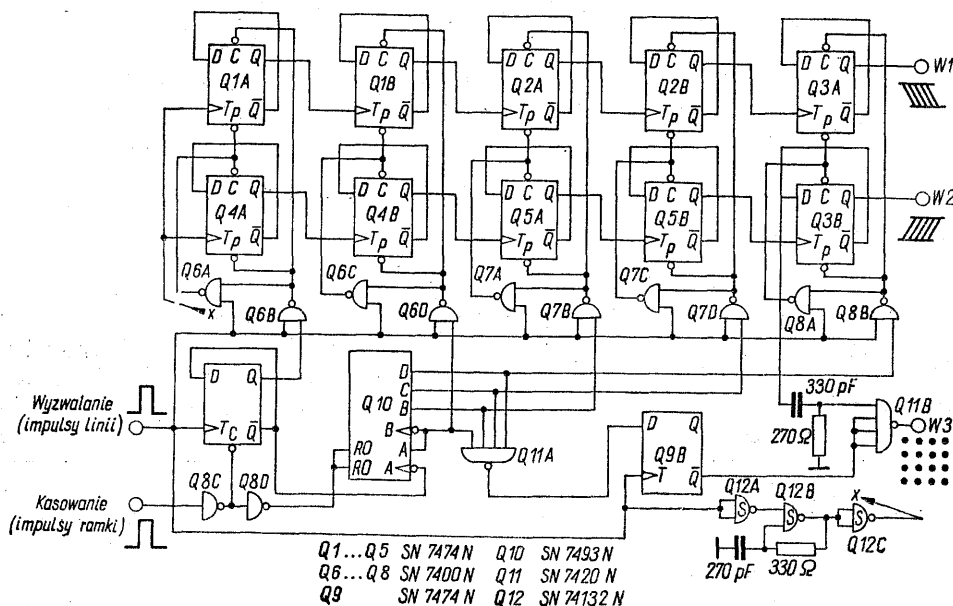 D C Q
Q1A
Tp Q̅
D C Q
Q1B
Tp Q̅
D C Q
Q2A
Tp Q̅
D C Q
Q2B
Tp Q̅
D C Q
Q3A
Tp Q̅
W1
D C Q
Q4A
Tp Q̅
D C Q
Q4B
Tp Q̅
D C Q
Q5A
Tp Q̅
D C Q
Q5B
Tp Q̅
D C Q
Q3B
Tp Q̅
W2
Q6A
x
Q6B
Q6C
Q6D
Q7A
Q7B
Q7C
Q7D
Q8A
Q8B
Wyzwalanie
(impulsy linii)
Kasowanie
(impulsy ramki)
D Q
TC Q̅
Q8C
Q8D
Q10
D
C
B
B
A
A
RO
RO
Q11A
D
Q9B
T Q̅
330 pF
270 Ω
Q11B
W3
Q12A
Q12B
x
S
S
S
Q12C
270 pF
330 Ω
Q1...Q5 SN 7474 N Q10 SN 7493 N
Q6...Q8 SN 7400 N Q11 SN 7420 N
Q9 SN 7474 N Q12 SN 74132 N